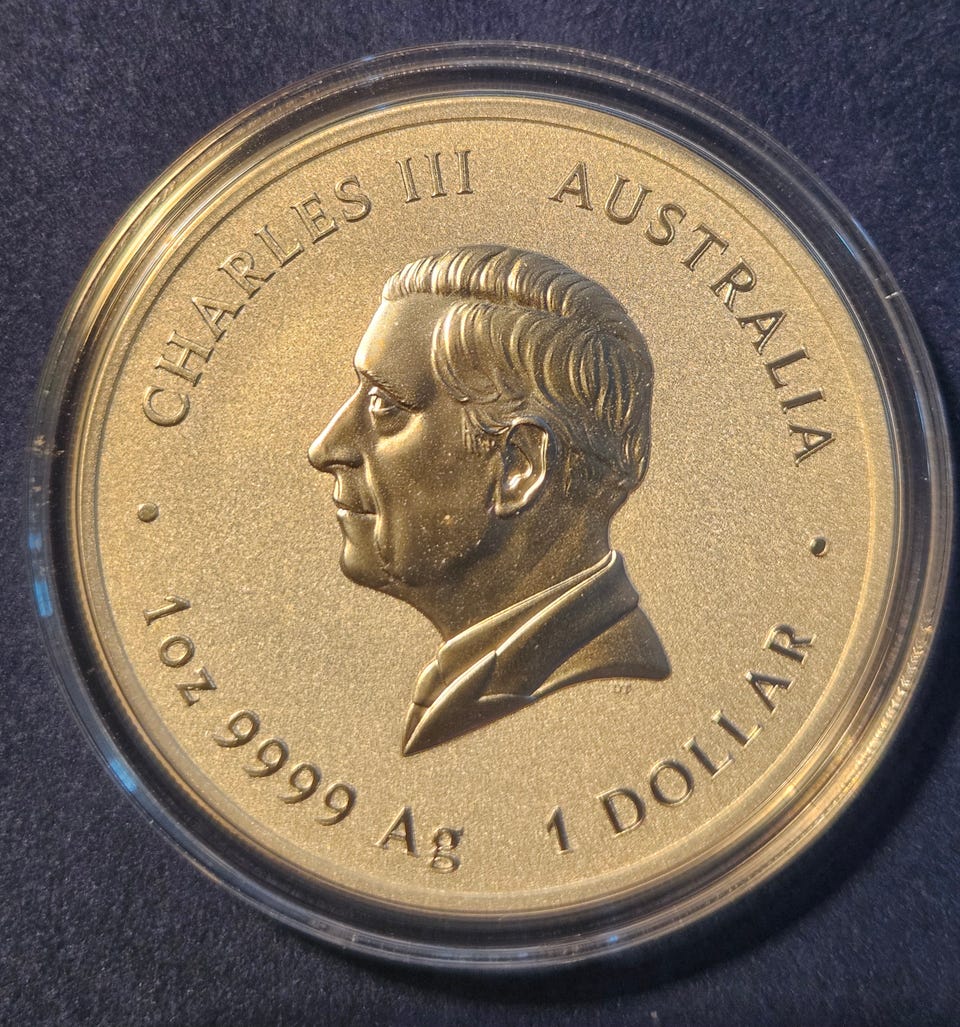 CHARLES III AUSTRALIA
1oz 9999 Ag 1 DOLLAR